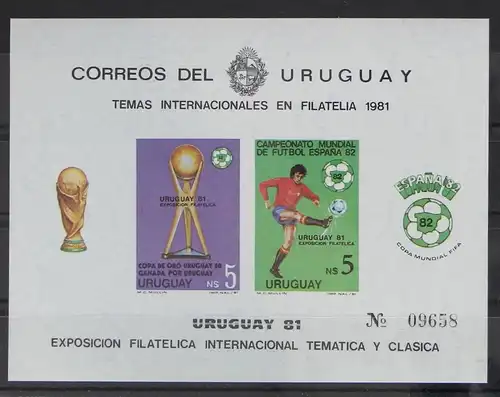 CORREOS DEL URUGUAY
TEMAS INTERNACIONALES EN FILATELIA 1981
URUGUAY 81
EXPOSICION FILATELICA
COPA DE ORO URUGUAY 80
GANADA POR URUGUAY
N$ 5
URUGUAY
CAMPEONATO MUNDIAL
DE FUTBOL ESPAÑA 82
82
URUGUAY 81
EXPOSICION FILATELICA
N$ 5
URUGUAY
ESPAÑA 82
82
COPA MUNDIAL FIFA
URUGUAY 81
№ 09658
EXPOSICION FILATELICA INTERNACIONAL TEMATICA Y CLASICA